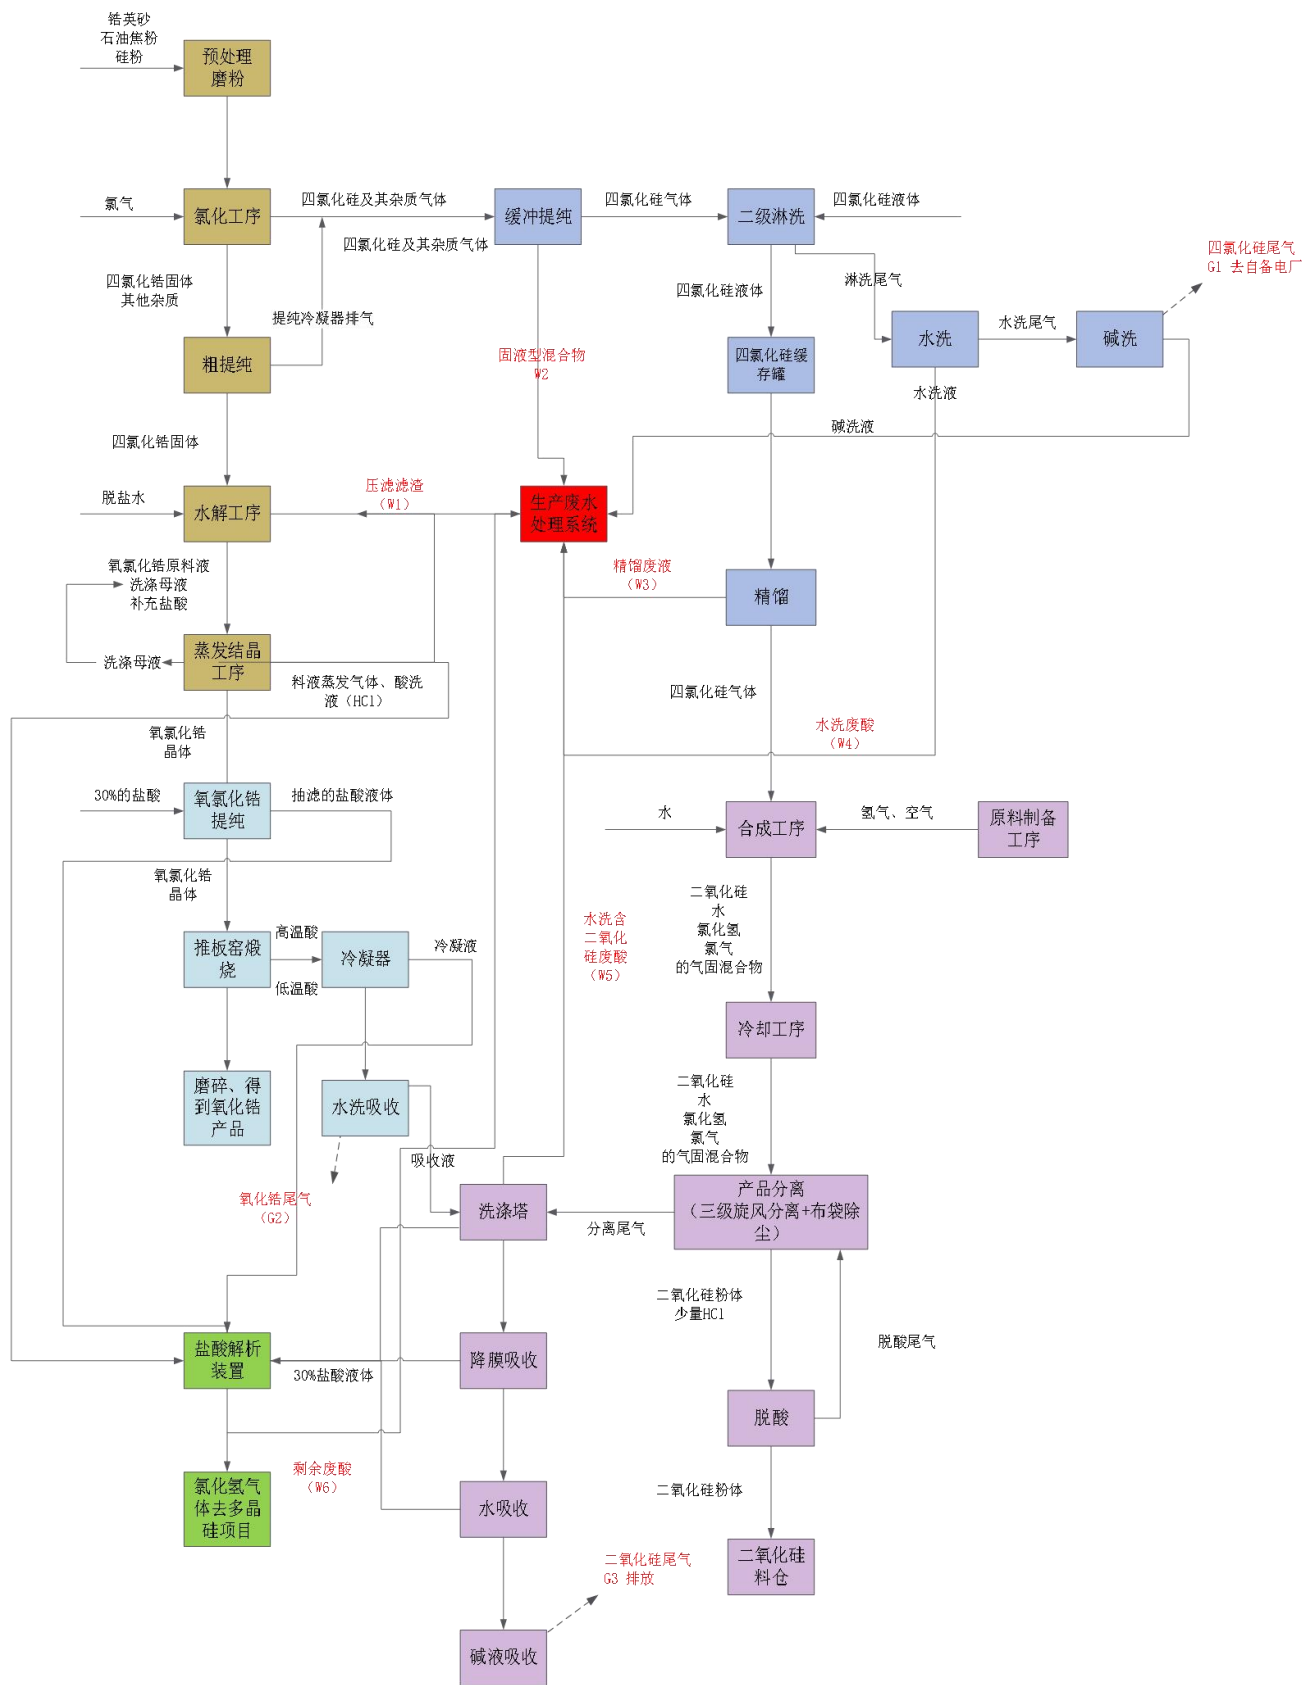 锆英砂
石油焦粉
硅粉
预处理
磨粉
氯气
氯化工序
四氯化硅及其杂质气体
缓冲提纯
四氯化硅气体
二级淋洗
四氯化硅液体
四氯化硅及其杂质气体
四氯化硅尾气
G1 去自备电厂
四氯化锆固体
其他杂质
四氯化硅液体
淋洗尾气
提纯冷凝器排气
粗提纯
固液型混合物
W2
四氯化硅缓
存罐
水洗
水洗尾气
碱洗
水洗液
四氯化锆固体
碱洗液
脱盐水
水解工序
压滤滤渣
（W1）
生产废水
处理系统
氧氯化锆原料液
洗涤母液
补充盐酸
精馏废液
（W3）
精馏
洗涤母液
蒸发结晶
工序
料液蒸发气体、酸洗
液（HCl）
四氯化硅气体
水洗废酸
（W4）
氧氯化锆
晶体
30%的盐酸
氧氯化锆
提纯
抽滤的盐酸液体
水
合成工序
氢气、空气
原料制备
工序
氧氯化锆
晶体
二氧化硅
水
氯化氢
氯气
的气固混合物
水洗含
二氧化
硅废酸
（W5）
推板窑煅
烧
高温酸
低温酸
冷凝器
冷凝液
冷却工序
磨碎、得
到氧化锆
产品
水洗吸收
二氧化硅
水
氯化氢
氯气
的气固混合物
吸收液
氧化锆尾气
（G2）
洗涤塔
分离尾气
产品分离
（三级旋风分离+布袋除
尘）
二氧化硅粉体
少量HCl
脱酸尾气
盐酸解析
装置
30%盐酸液体
降膜吸收
脱酸
剩余废酸
（W6）
氯化氢气
体去多晶
硅项目
水吸收
二氧化硅粉体
二氧化硅
料仓
二氧化硅尾气
G3 排放
碱液吸收